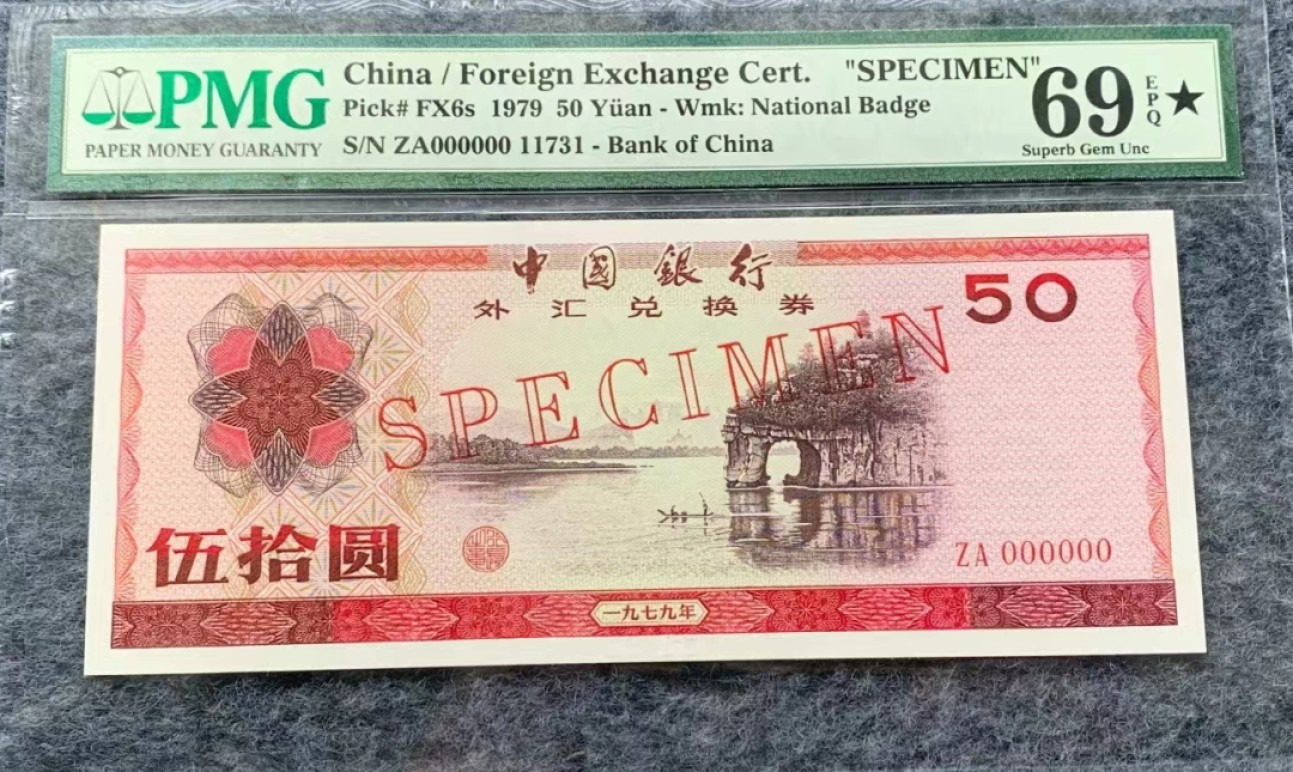 PMG
PAPER MONEY GUARANTY
China / Foreign Exchange Cert. "SPECIMEN"
Pick# FX6s 1979 50 Yüan - Wmk: National Badge
S/N ZA000000 11731 - Bank of China
69
EPQ
★
Superb Gem Unc
中國銀行
外汇兑换券
50
SPECIMEN
伍拾圆
ZA 000000
一九七九年